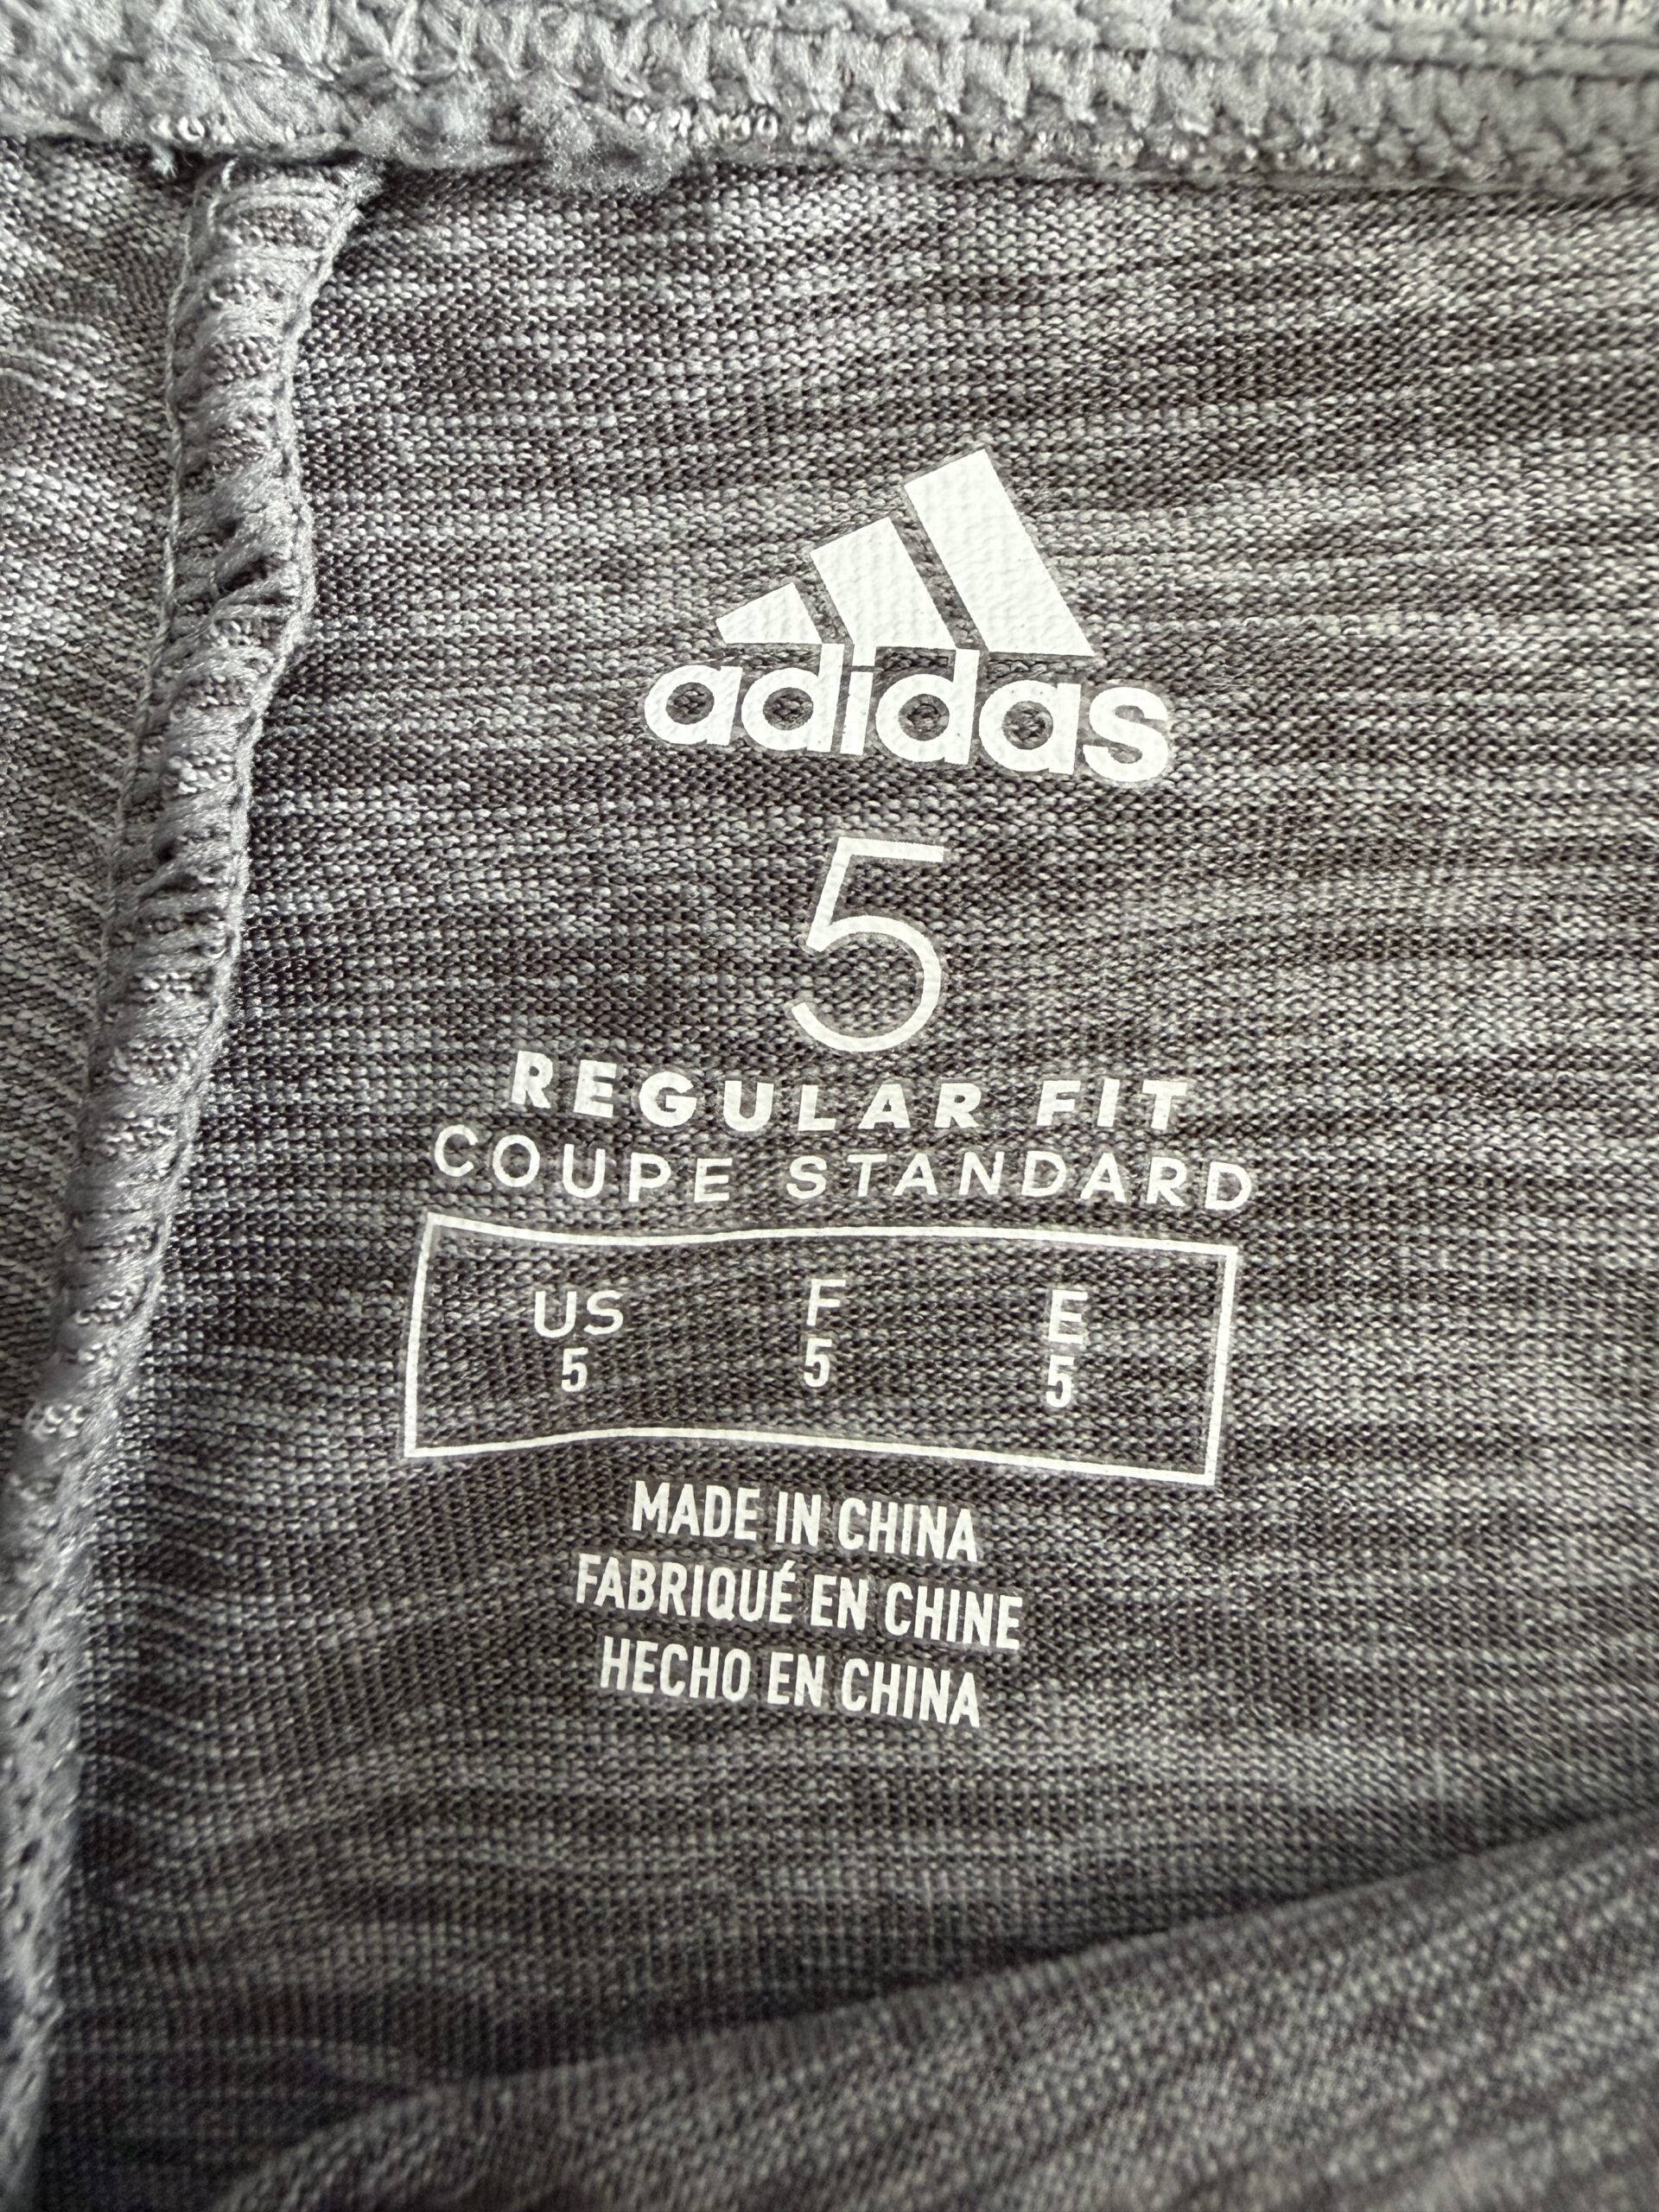 adidas
5
REGULAR FIT
COUPE STANDARD
US F E
5 5 5
MADE IN CHINA
FABRIQUÉ EN CHINE
HECHO EN CHINA